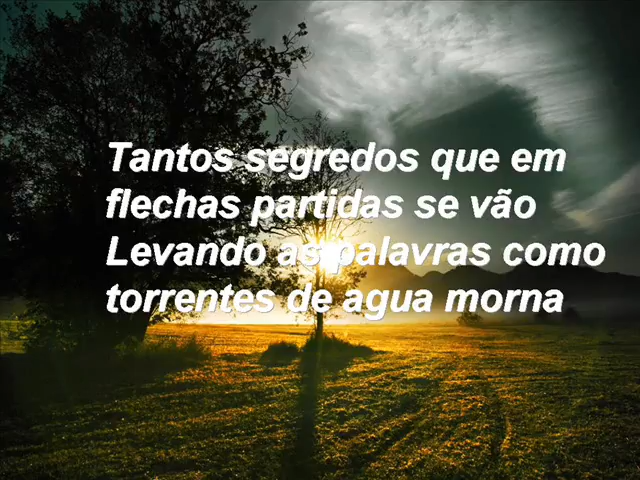 Tantos segredos que em
flechas partidas se vão
Levando as palavras como
torrentes de agua morna